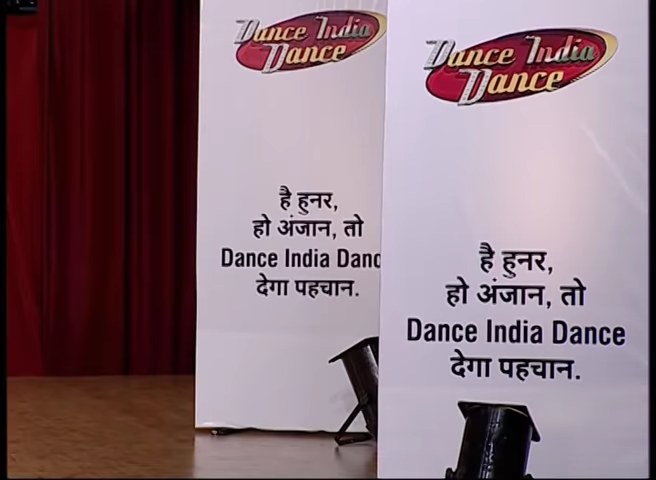 Dance India
Dance
है हुनर,
हो अंजान, तो
Dance India Danc
देगा पहचान.
Dance India
Dance
है हुनर,
हो अंजान, तो
Dance India Dance
देगा पहचान.